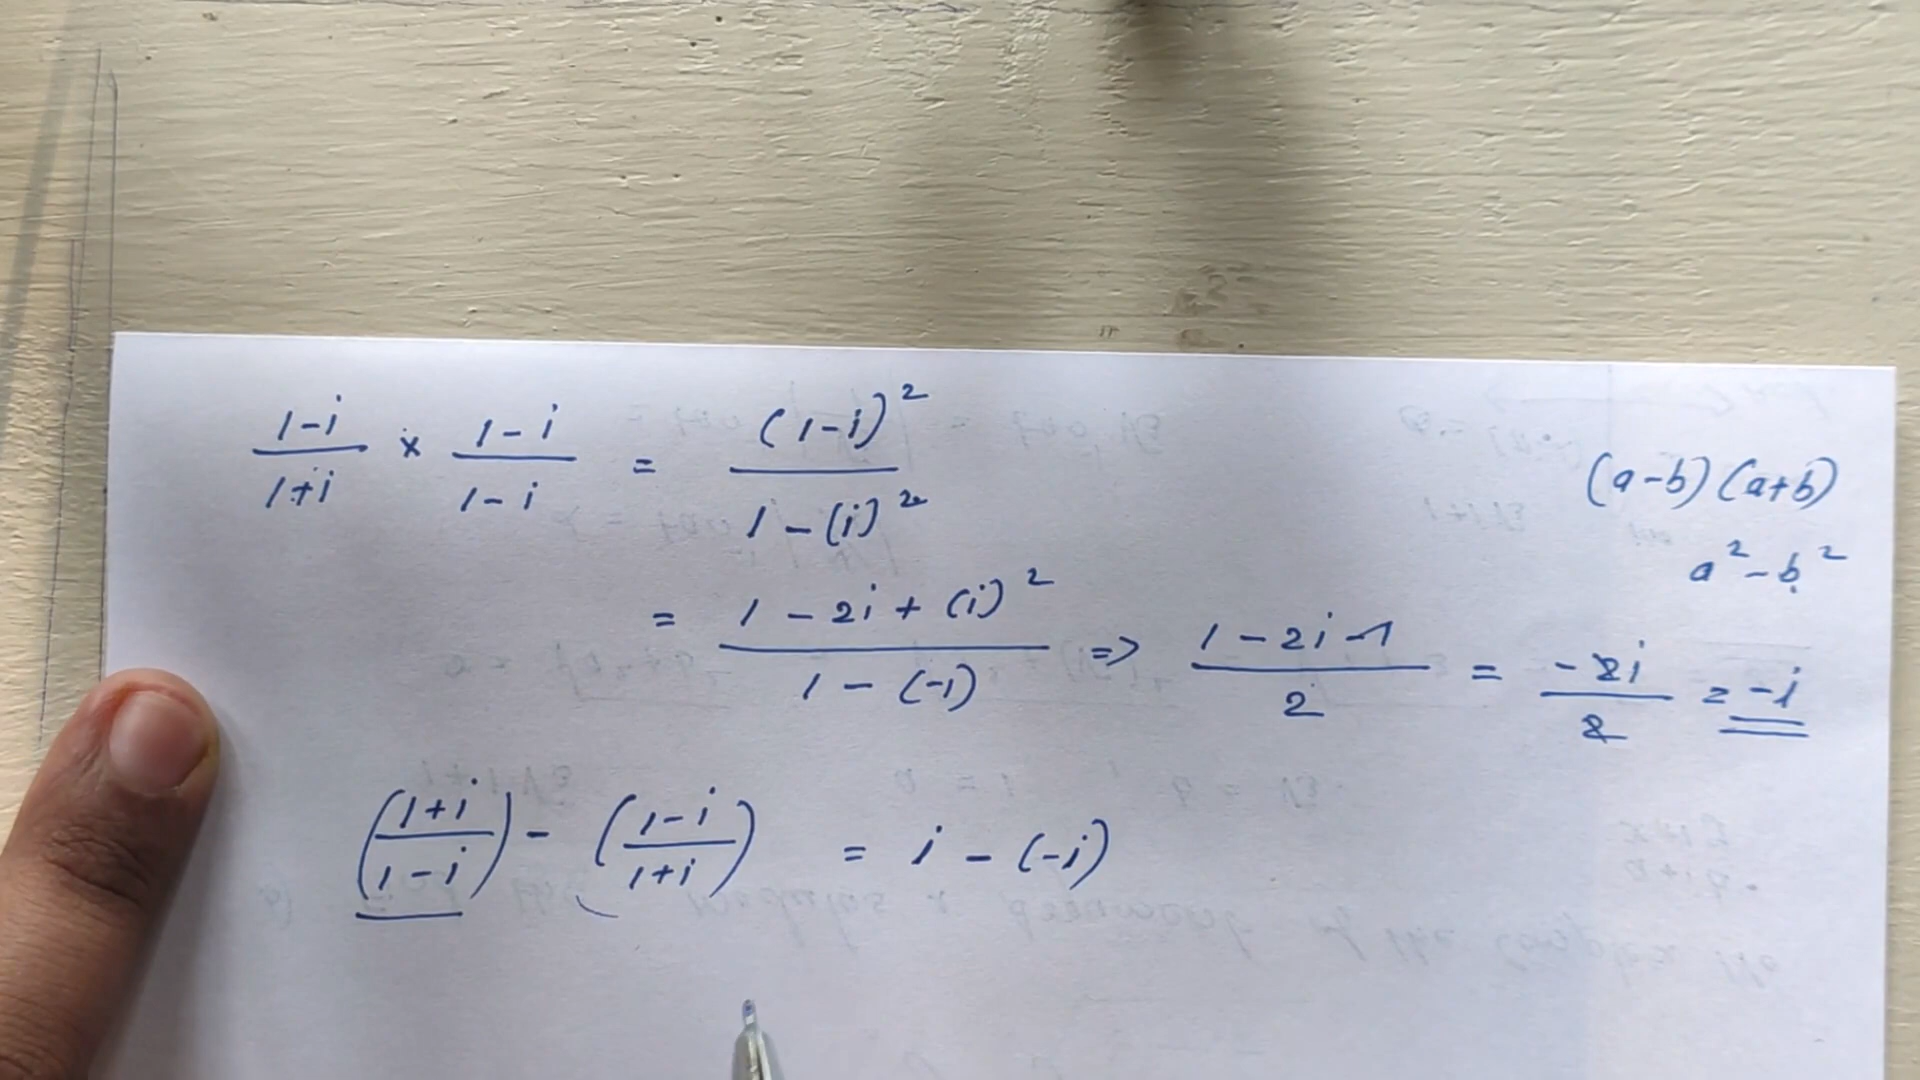 1-i/1+i × 1-i/1-i = (1-i)²/1-(i)²
(a-b)(a+b)
a²-b²
= 1-2i+(i)²/1-(-1) => 1-2i-1/2 = -2i/2 = -i
(1+i/1-i) - (1-i/1+i) = i-(-i)